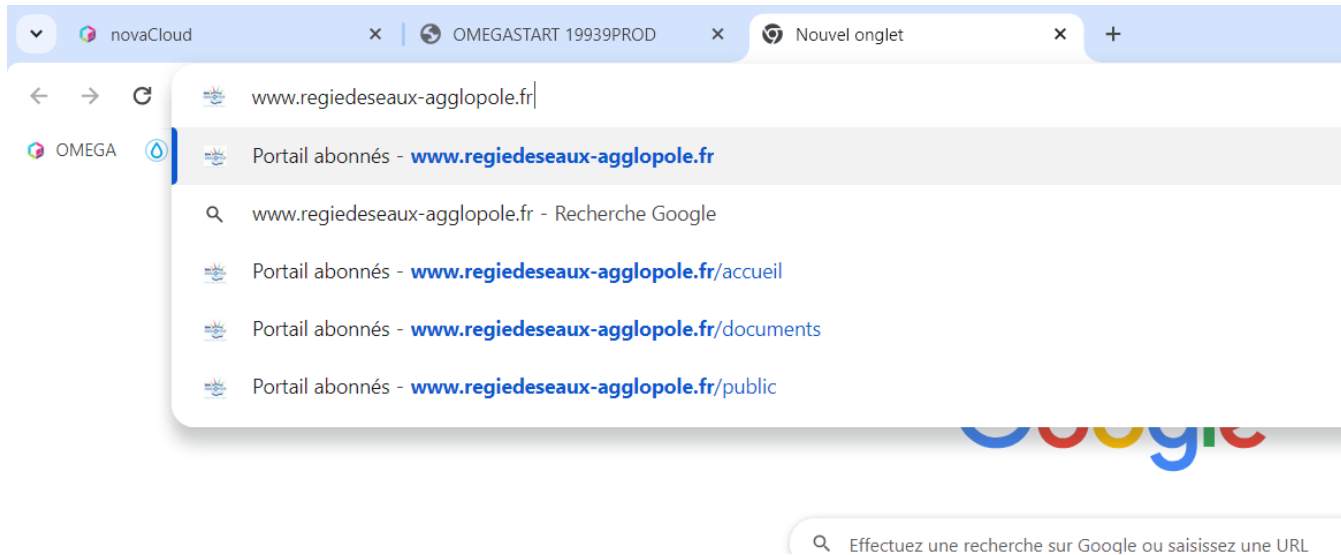 novaCloud OMEGASTART 19939PROD Nouvel onglet
www.regiedeseaux-agglopole.fr
OMEGA
Portail abonnés - www.regiedeseaux-agglopole.fr
www.regiedeseaux-agglopole.fr - Recherche Google
Portail abonnés - www.regiedeseaux-agglopole.fr/accueil
Portail abonnés - www.regiedeseaux-agglopole.fr/documents
Portail abonnés - www.regiedeseaux-agglopole.fr/public
Google
Effectuez une recherche sur Google ou saisissez une URL